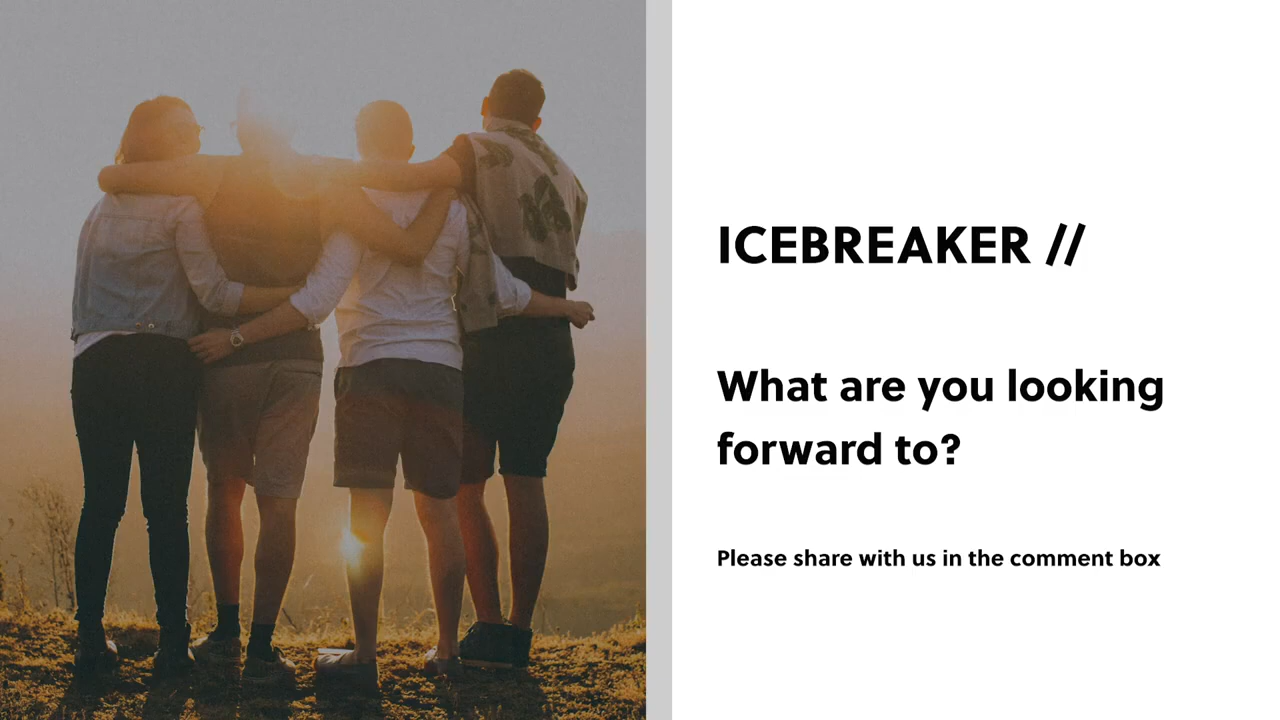 ICEBREAKER //
What are you looking
forward to?
Please share with us in the comment box